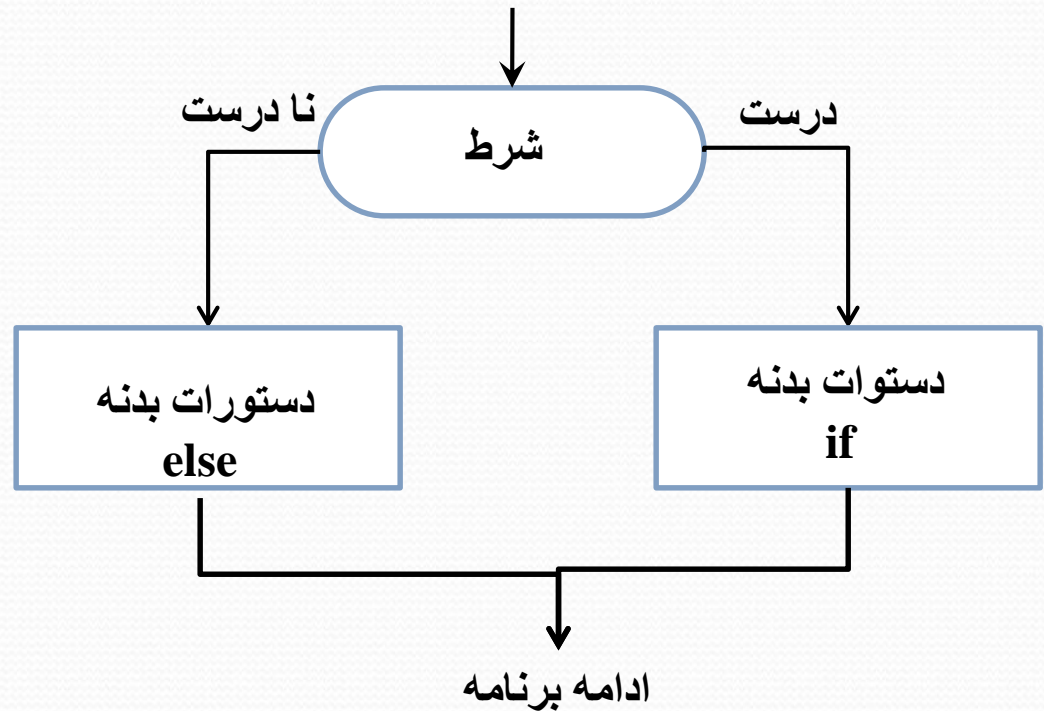 درست
نا درست
شرط
دستوات بدنه
if
دستورات بدنه
else
ادامه برنامه